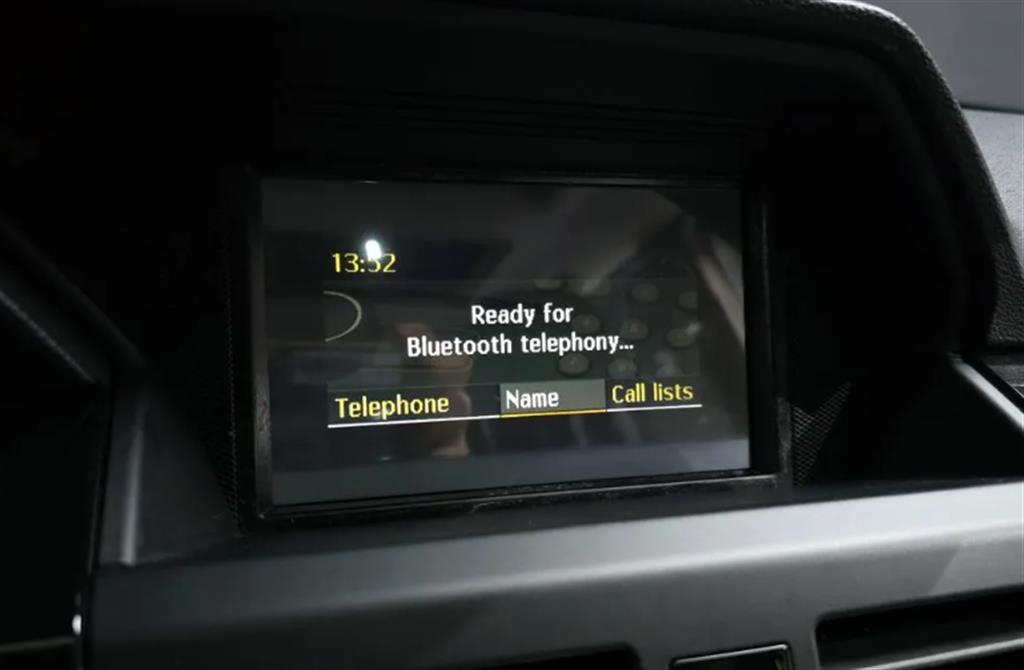 13:52
Ready for
Bluetooth telephony...
Telephone Name Call lists